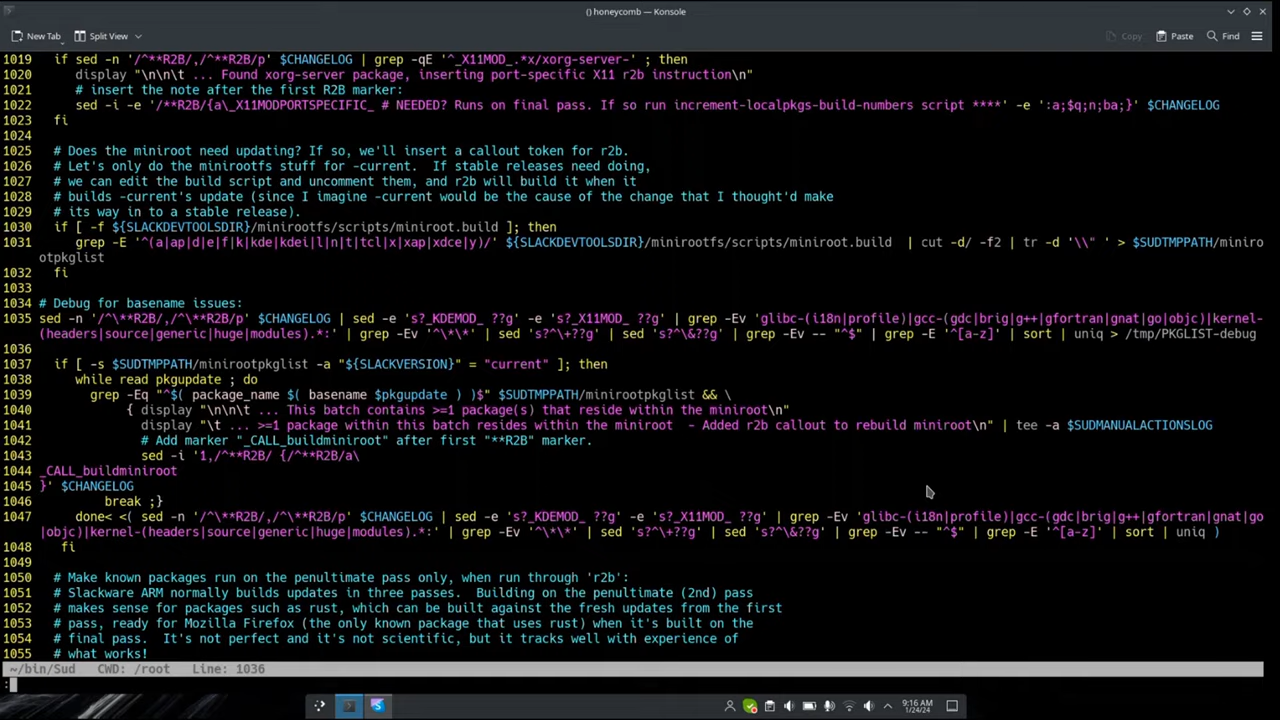 () honeycomb — Konsole
New Tab
Split View
Copy
Paste
Find
1019   if sed -n '/^**R2B/,/^**R2B/p' $CHANGELOG | grep -qE '^_X11MOD_.*x/xorg-server-' ; then
1020      display "\n\n\t ... Found xorg-server package, inserting port-specific X11 r2b instruction\n"
1021      # insert the note after the first R2B marker:
1022      sed -i -e '/**R2B/{a\_X11MODPORTSPECIFIC_ # NEEDED? Runs on final pass. If so run increment-localpkgs-build-numbers script ****' -e ':a;$q;n;ba;}' $CHANGELOG
1023   fi
1024
1025   # Does the miniroot need updating? If so, we'll insert a callout token for r2b.
1026   # Let's only do the minirootfs stuff for -current.  If stable releases need doing,
1027   # we can edit the build script and uncomment them, and r2b will build it when it
1028   # builds -current's update (since I imagine -current would be the cause of the change that I thought'd make
1029   # its way in to a stable release).
1030   if [ -f ${SLACKDEVTOOLSDIR}/minirootfs/scripts/miniroot.build ]; then
1031      grep -E '^(a|ap|d|e|f|k|kde|kdei|l|n|t|tcl|x|xap|xdce|y)/' ${SLACKDEVTOOLSDIR}/minirootfs/scripts/miniroot.build  | cut -d/ -f2 | tr -d '\\" ' > $SUDTMPPATH/miniro
otpkglist
1032   fi
1033
1034 # Debug for basename issues:
1035 sed -n '/^\**R2B/,/^\**R2B/p' $CHANGELOG | sed -e 's?_KDEMOD_ ??g' -e 's?_X11MOD_ ??g' | grep -Ev 'glibc-(i18n|profile)|gcc-(gdc|brig|g++|gfortran|gnat|go|objc)|kernel-
(headers|source|generic|huge|modules).*:' | grep -Ev '^\*\*' | sed 's?^\+??g' | sed 's?^\&??g' | grep -Ev -- "^$" | grep -E '^[a-z]' | sort | uniq > /tmp/PKGLIST-debug
1036
1037   if [ -s $SUDTMPPATH/minirootpkglist -a "${SLACKVERSION}" = "current" ]; then
1038      while read pkgupdate ; do
1039        grep -Eq "^$( package_name $( basename $pkgupdate ) )$" $SUDTMPPATH/minirootpkglist && \
1040             { display "\n\n\t ... This batch contains >=1 package(s) that reside within the miniroot\n"
1041               display "\t ... >=1 package within this batch resides within the miniroot  - Added r2b callout to rebuild miniroot\n" | tee -a $SUDMANUALACTIONSLOG
1042               # Add marker "_CALL_buildminiroot" after first "**R2B" marker.
1043               sed -i '1,/^**R2B/ {/^**R2B/a\
1044 _CALL_buildminiroot
1045 }' $CHANGELOG
1046          break ;}
1047      done< <( sed -n '/^\**R2B/,/^\**R2B/p' $CHANGELOG | sed -e 's?_KDEMOD_ ??g' -e 's?_X11MOD_ ??g' | grep -Ev 'glibc-(i18n|profile)|gcc-(gdc|brig|g++|gfortran|gnat|go
|objc)|kernel-(headers|source|generic|huge|modules).*:' | grep -Ev '^\*\*' | sed 's?^\+??g' | sed 's?^\&??g' | grep -Ev -- "^$" | grep -E '^[a-z]' | sort | uniq )
1048    fi
1049
1050   # Make known packages run on the penultimate pass only, when run through 'r2b':
1051   # Slackware ARM normally builds updates in three passes.  Building on the penultimate (2nd) pass
1052   # makes sense for packages such as rust, which can be built against the fresh updates from the first
1053   # pass, ready for Mozilla Firefox (the only known package that uses rust) when it's built on the
1054   # final pass.  It's not perfect and it's not scientific, but it tracks well with experience of
1055   # what works!
~/bin/Sud   CWD: /root   Line: 1036
:
9:16 AM
1/24/24